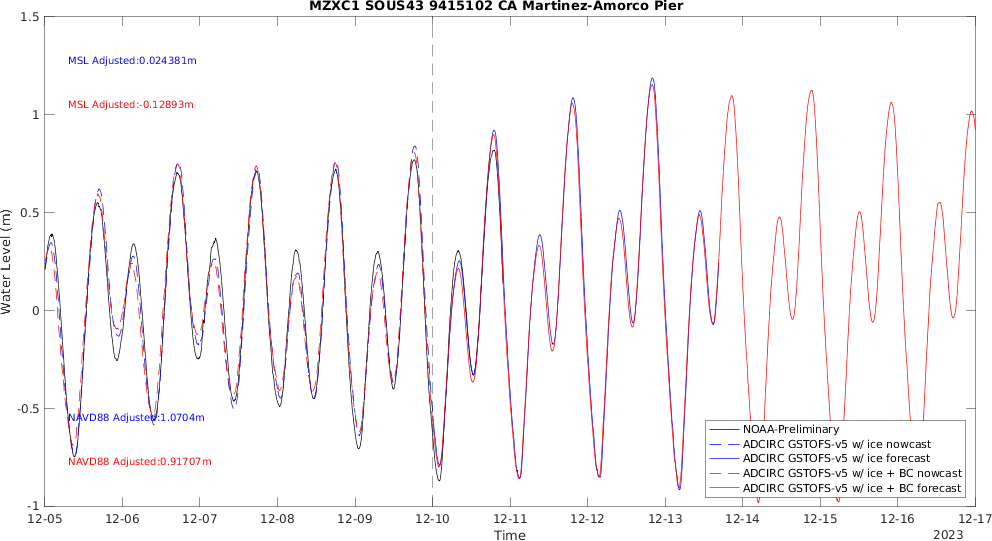 MZXC1 SOUS43 9415102 CA Martinez-Amorco Pier
1.5
1
0.5
0
-0.5
-1
Water Level (m)
MSL Adjusted:0.024381m
MSL Adjusted:-0.12893m
NAVD88 Adjusted:1.0704m
NAVD88 Adjusted:0.91707m
NOAA-Preliminary
ADCIRC GSTOFS-v5 w/ ice nowcast
ADCIRC GSTOFS-v5 w/ ice forecast
ADCIRC GSTOFS-v5 w/ ice + BC nowcast
ADCIRC GSTOFS-v5 w/ ice + BC forecast
12-05 12-06 12-07 12-08 12-09 12-10 12-11 12-12 12-13 12-14 12-15 12-16 12-17
Time
2023